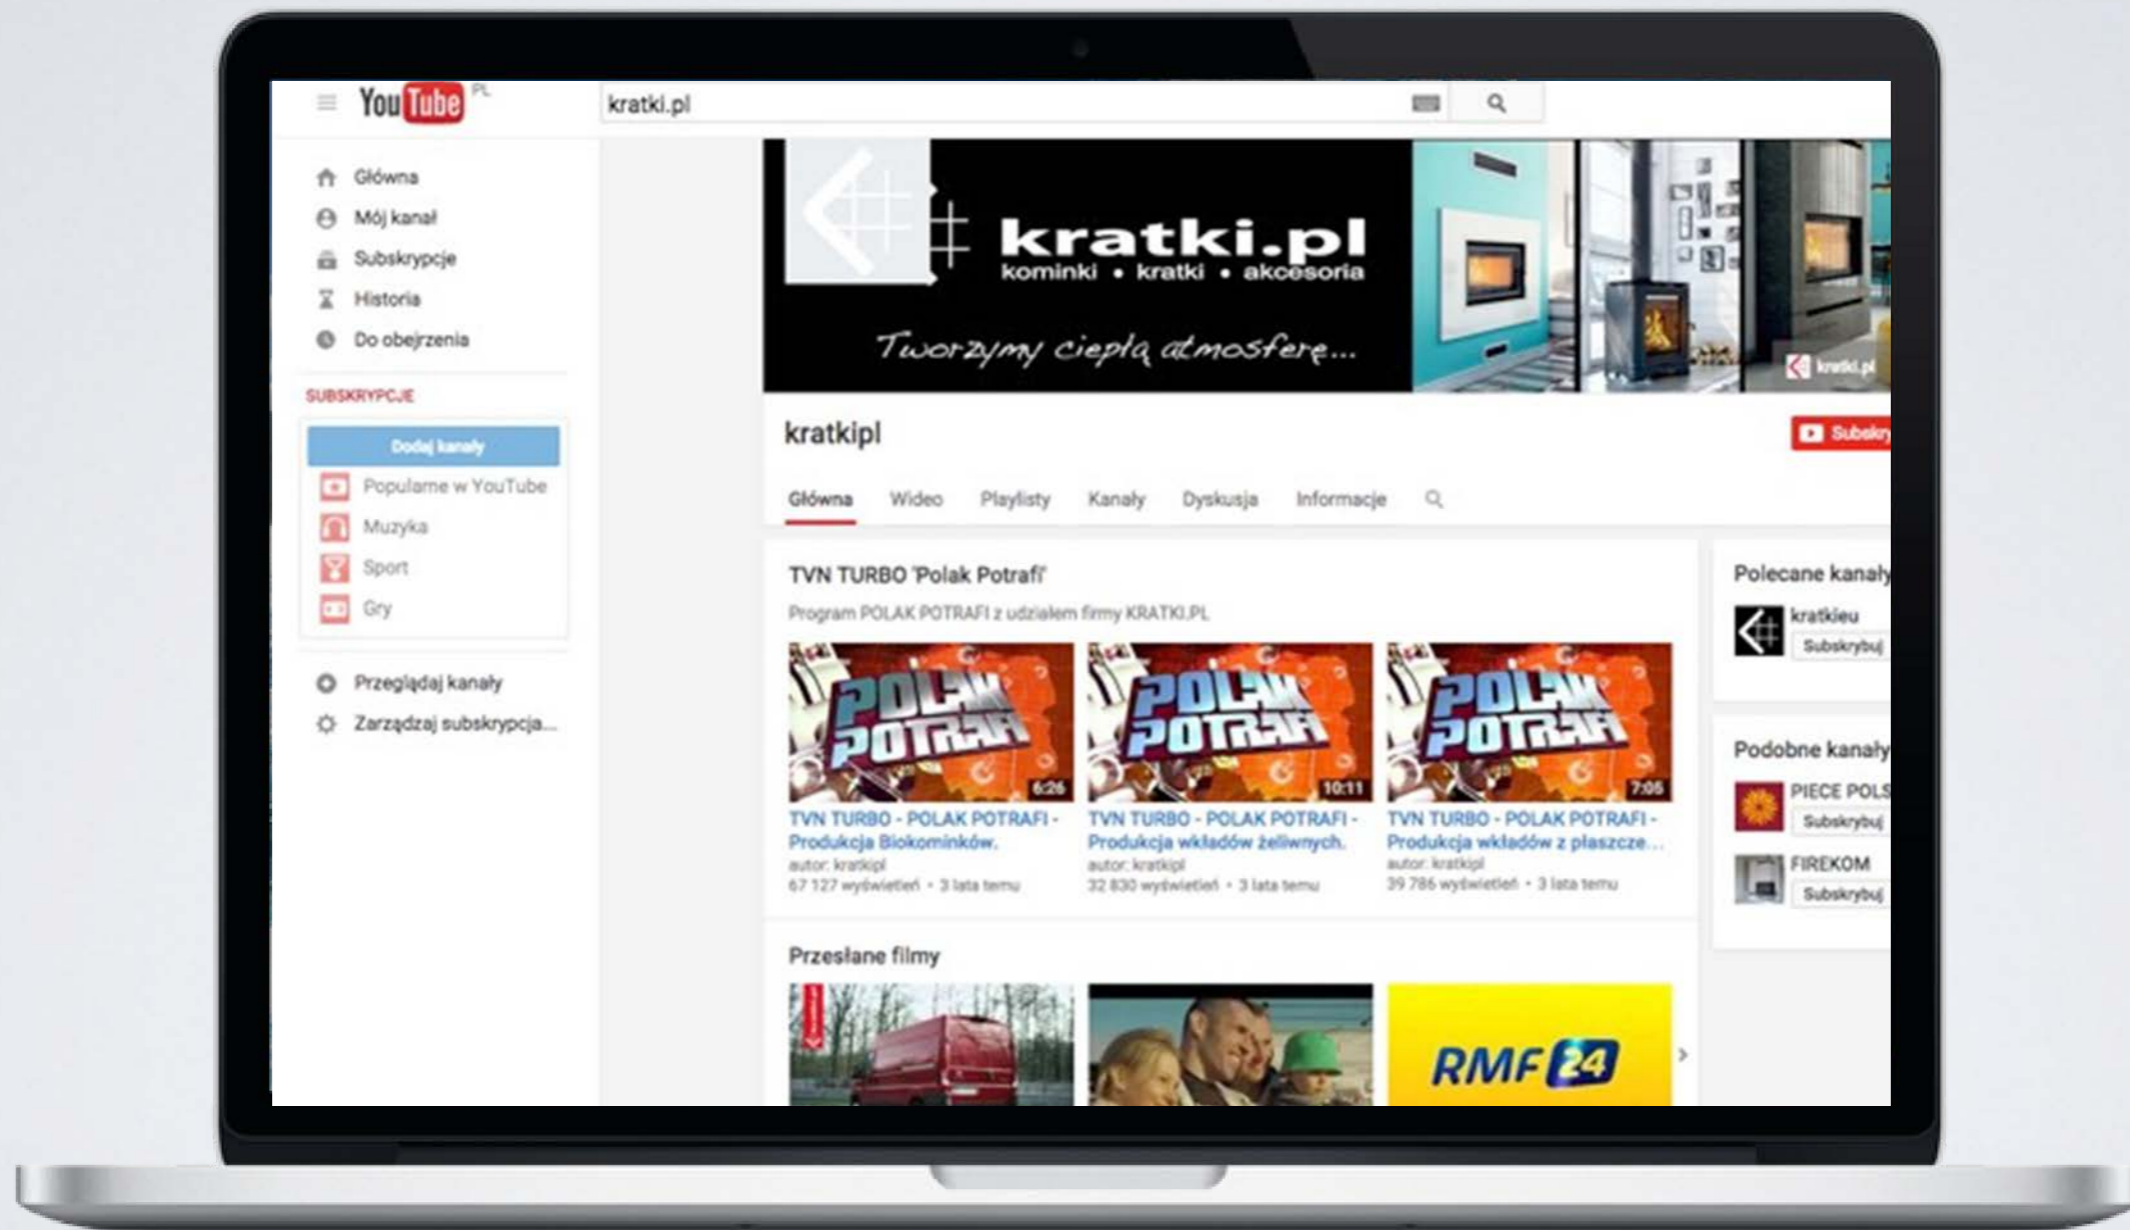 YouTube PL
kratki.pl
Główna
Mój kanał
Subskrypcje
Historia
Do obejrzenia
SUBSKRYPCJE
Dodaj kanały
Popularne w YouTube
Muzyka
Sport
Gry
Przeglądaj kanały
Zarządzaj subskrypcja...
kratki.pl
kominki • kratki • akcesoria
Tworzymy ciepłą atmosferę...
kratki.pl
kratkipl
Subskry
Główna Wideo Playlisty Kanały Dyskusja Informacje
TVN TURBO 'Polak Potrafi'
Program POLAK POTRAFI z udziałem firmy KRATKI.PL
POLAK
POTRAFI
6:26
TVN TURBO - POLAK POTRAFI -
Produkcja Biokominków.
autor: kratkipl
67 127 wyświetleń • 3 lata temu
POLAK
POTRAFI
10:11
TVN TURBO - POLAK POTRAFI -
Produkcja wkładów żeliwnych.
autor: kratkipl
32 830 wyświetleń • 3 lata temu
POLAK
POTRAFI
7:05
TVN TURBO - POLAK POTRAFI -
Produkcja wkładów z płaszcze...
autor: kratkipl
39 786 wyświetleń • 3 lata temu
Przesłane filmy
RMF 24
Polecane kanały
kratkieu
Subskrybuj
Podobne kanały
PIECE POLS
Subskrybuj
FIREKOM
Subskrybuj